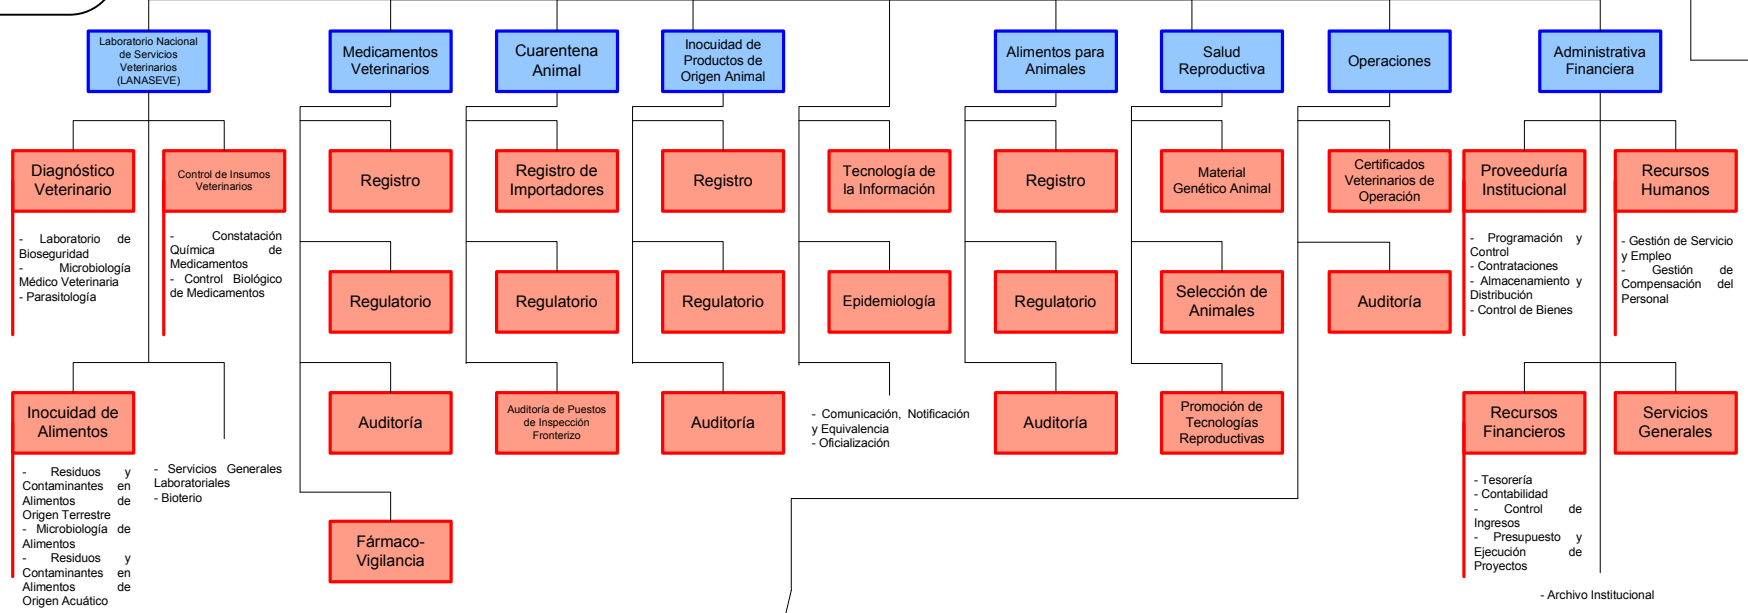 Laboratorio Nacional
de Servicios
Veterinarios
(LANASEVE)
Medicamentos
Veterinarios
Cuarentena
Animal
Inocuidad de
Productos de
Origen Animal
Alimentos para
Animales
Salud
Reproductiva
Operaciones
Administrativa
Financiera
Diagnóstico
Veterinario
Control de Insumos
Veterinarios
Registro
Registro de
Importadores
Registro
Tecnología de
la Información
Registro
Material
Genético Animal
Certificados
Veterinarios de
Operación
Proveeduría
Institucional
Recursos
Humanos
- Laboratorio de
Bioseguridad
- Microbiología
Médico Veterinaria
- Parasitología
- Constatación
Química de
Medicamentos
- Control Biológico
de Medicamentos
Regulatorio
Regulatorio
Regulatorio
Epidemiología
Regulatorio
Selección de
Animales
Auditoría
- Programación y
Control
- Contrataciones
- Almacenamiento y
Distribución
- Control de Bienes
- Gestión de Servicio
y Empleo
- Gestión de
Compensación del
Personal
Inocuidad de
Alimentos
- Servicios Generales
Laboratoriales
- Bioterio
Auditoría
Auditoría de Puestos
de Inspección
Fronterizo
Auditoría
- Comunicación, Notificación
y Equivalencia
- Oficialización
Auditoría
Promoción de
Tecnologías
Reproductivas
Recursos
Financieros
Servicios
Generales
- Residuos y
Contaminantes en
Alimentos de
Origen Terrestre
- Microbiología de
Alimentos
- Residuos y
Contaminantes en
Alimentos de
Origen Acuático
Fármaco-
Vigilancia
- Tesorería
- Contabilidad
- Control de
Ingresos
- Presupuesto y
Ejecución de
Proyectos
- Archivo Institucional